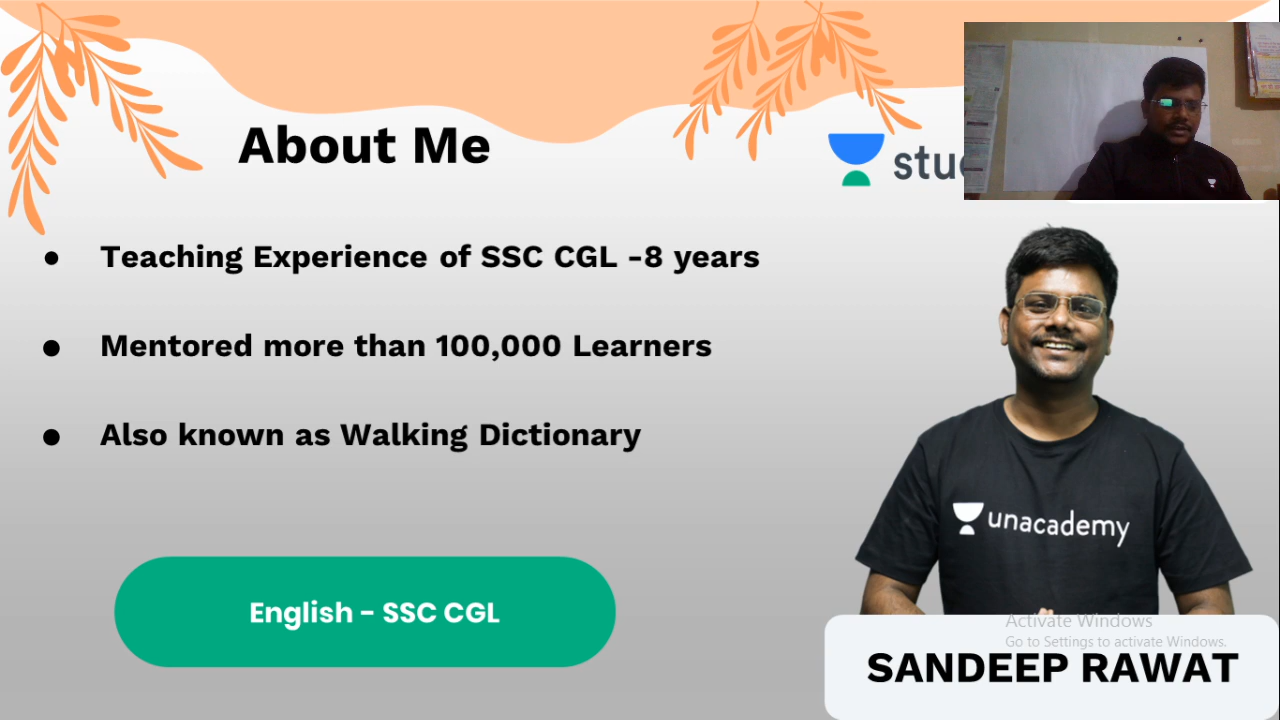 About Me
stu
Teaching Experience of SSC CGL -8 years
Mentored more than 100,000 Learners
Also known as Walking Dictionary
unacademy
English - SSC CGL
Activate Windows
Go to Settings to activate Windows.
SANDEEP RAWAT